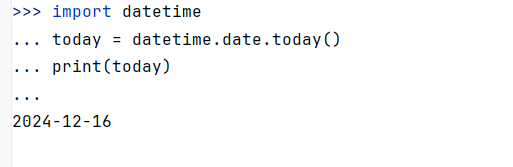 >>> import datetime
... today = datetime.date.today()
... print(today)
...
2024-12-16